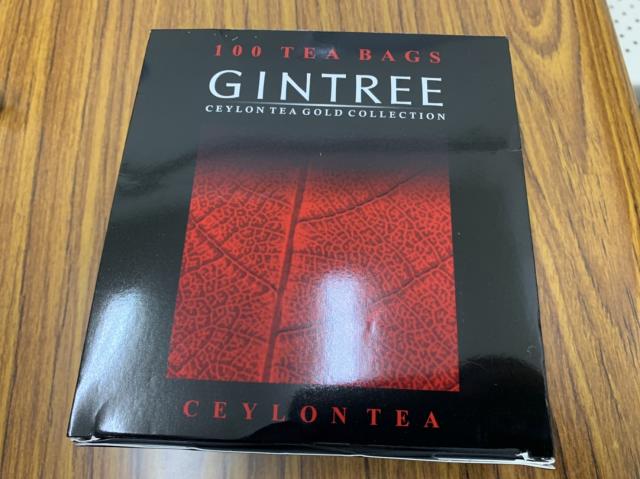 100 TEA BAGS
GINTREE
CEYLON TEA GOLD COLLECTION
CEYLON TEA